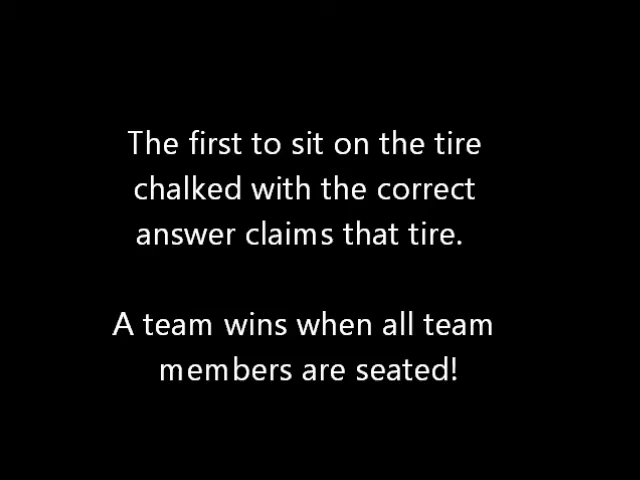 The first to sit on the tire
chalked with the correct
answer claims that tire.
A team wins when all team
members are seated!